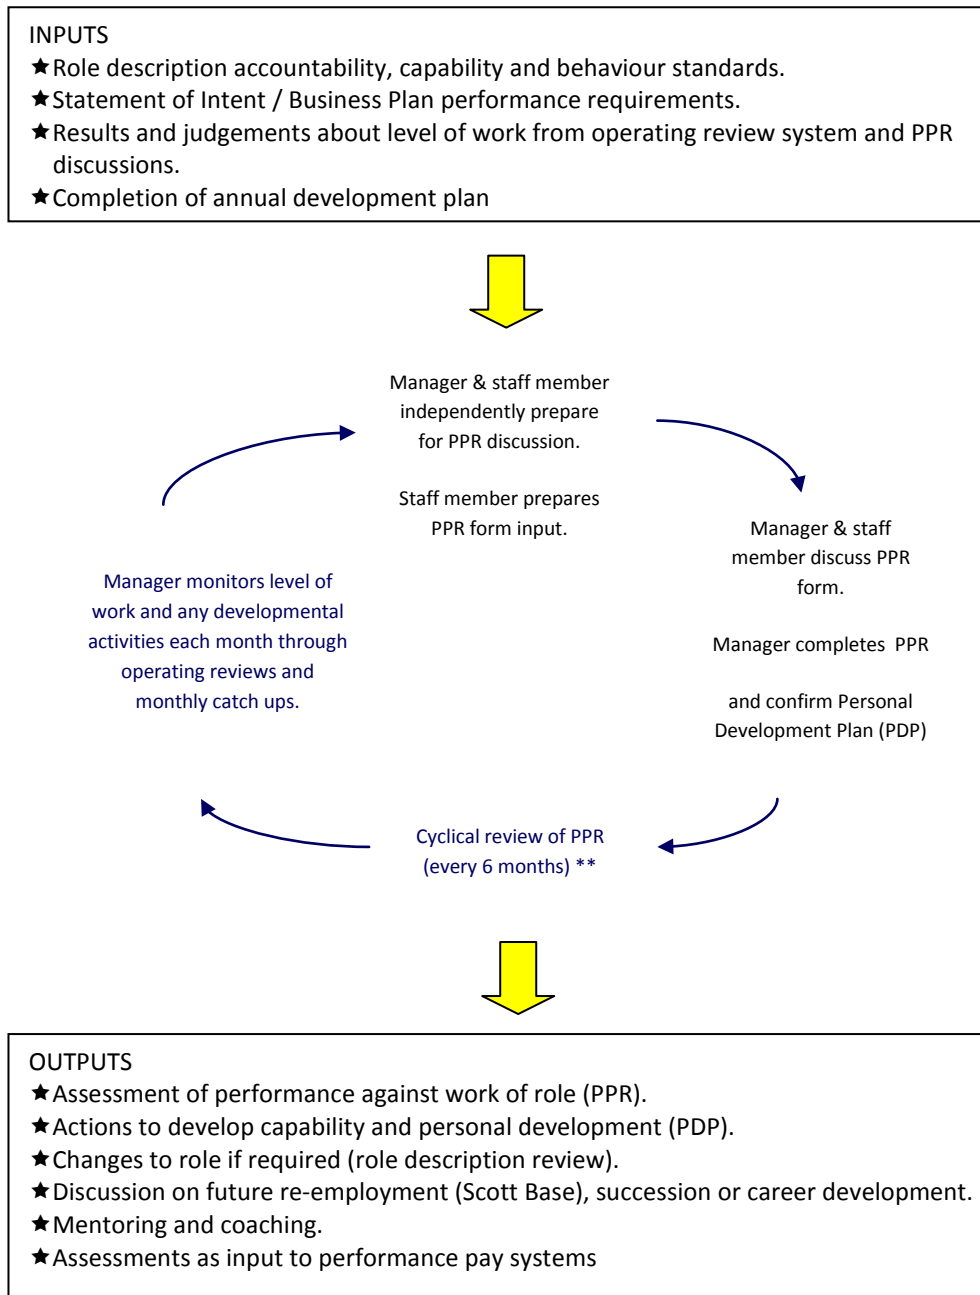 INPUTS
★Role description accountability, capability and behaviour standards.
★Statement of Intent / Business Plan performance requirements.
★Results and judgements about level of work from operating review system and PPR
discussions.
★Completion of annual development plan
Manager & staff member
independently prepare
for PPR discussion.
Staff member prepares
PPR form input.
Manager & staff
member discuss PPR
form.
Manager completes PPR
and confirm Personal
Development Plan (PDP)
Cyclical review of PPR
(every 6 months) **
Manager monitors level of
work and any developmental
activities each month through
operating reviews and
monthly catch ups.
OUTPUTS
★Assessment of performance against work of role (PPR).
★Actions to develop capability and personal development (PDP).
★Changes to role if required (role description review).
★Discussion on future re-employment (Scott Base), succession or career development.
★Mentoring and coaching.
★Assessments as input to performance pay systems